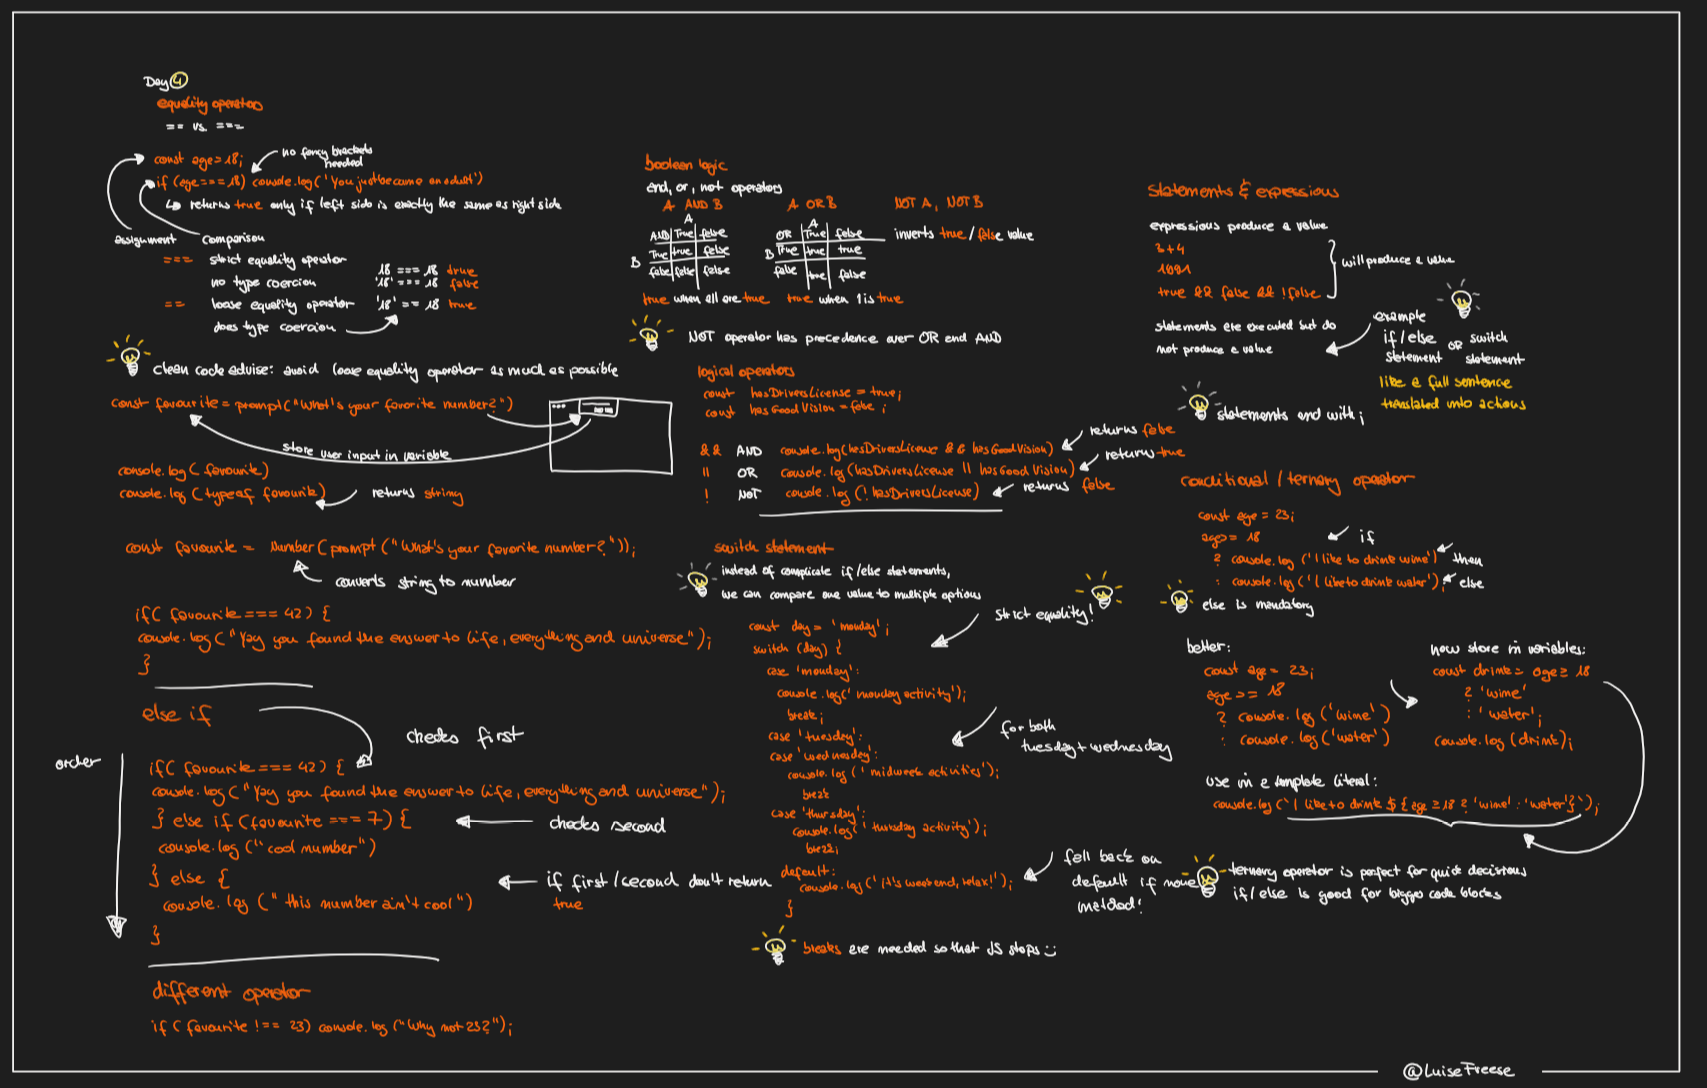 Day 4
equality operators
== vs ===
const age = 18;
no fancy brackets
needed
if (age === 18) console.log('You just became an adult')
↳ returns true only if left side is exactly the same as right side
assignment
comparison
=== strict equality operator
no type coercion
18 === 18 true
'18' === 18 false
== loose equality operator
'18' == 18 true
does type coercion
clean code advise: avoid loose equality operator as much as possible
const favourite = prompt("What's your favorite number?")
store user input in variable
console.log(favourite)
console.log(typeof favourite)
returns string
const favourite = Number(prompt("What's your favorite number?"));
converts string to number
if( favourite === 42) {
console.log("Yay you found the answer to life, everything and universe");
}
else if
checks first
order
if( favourite === 42) {
console.log("Yay you found the answer to life, everything and universe");
} else if (favourite === 7) {
checks second
console.log("cool number")
} else {
if first/second don't return
true
console.log ("this number ain't cool")
}
different operator
if( favourite !== 23) console.log ("Why not 23?");
boolean logic
and, or, not operators
A AND B
A
AND True false
B True true false
false false false
true when all are true
A OR B
A
OR True false
B True true true
false true false
true when 1 is true
NOT A, NOT B
inverts true/false value
NOT operator has precedence over OR and AND
logical operators
const hasDriversLicense = true;
const hasGoodVision = false;
&& AND console.log(hasDriversLicense && hasGoodVision)
returns false
|| OR console.log(hasDriversLicense || hasGoodVision)
returns true
! NOT console.log (!hasDriversLicense)
returns false
switch statement
instead of complicate if/else statements,
we can compare one value to multiple options
strict equality!
const day = 'monday';
switch (day) {
case 'monday':
console.log('monday activity');
break;
case 'tuesday':
case 'wednesday':
for both
tuesday + wednesday
console.log('midweek activities');
break
case 'thursday':
console.log('thursday activity');
break;
default:
console.log('it's weekend, relax!');
}
fall back on
default if none
matched!
breaks are needed so that JS stops
statements & expressions
expressions produce a value
3+4
1991
true && false && !false
will produce a value
statements are executed but do
not produce a value
example
if/else or switch
statement statement
like a full sentence
translated into actions
statements end with ;
conditional / ternary operator
const age = 23;
age >= 18
if
? console.log ('I like to drink wine')
then
: console.log('I like to drink water');
else
else is mandatory
better:
const age = 23;
age >= 18
? console.log ('wine')
: console.log ('water')
now store in variables:
const drink = age ≥ 18
? 'wine'
: 'water';
console.log (drink);
use in a template literal:
console.log(`I like to drink ${age ≥ 18 ? 'wine' : 'water'}`);
ternary operator is perfect for quick decisions
if/else is good for bigger code blocks
@LuiseFreese